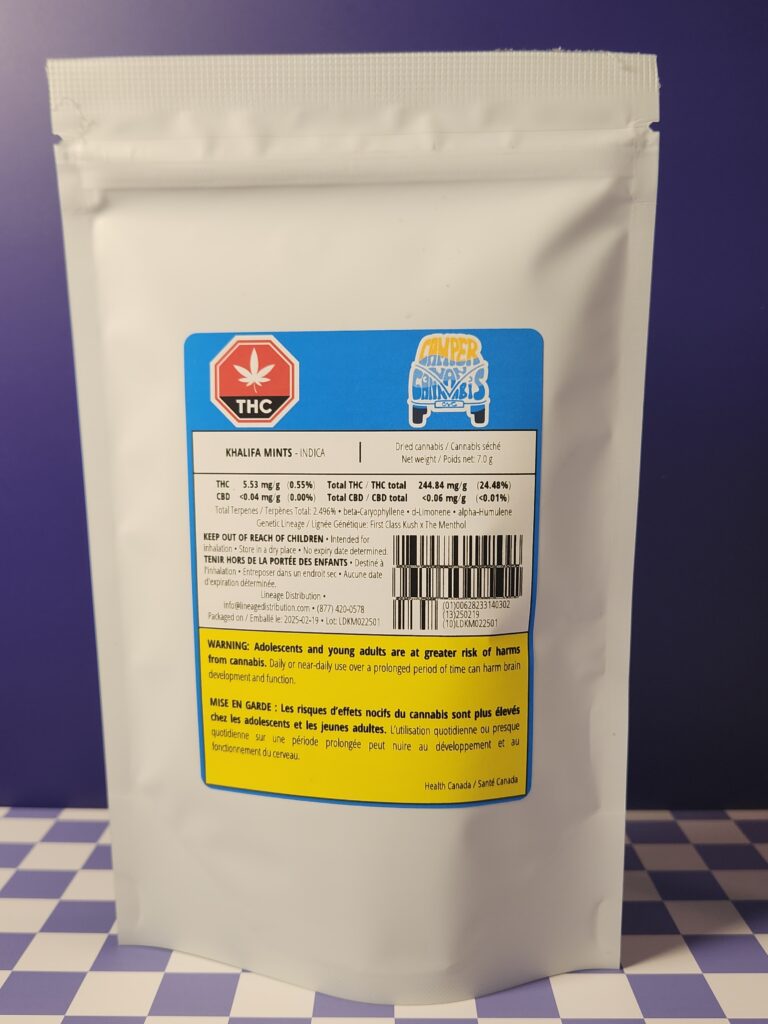 THC
CAMPER
VAN
CANNABIS
KHALIFA MINTS - INDICA
Dried cannabis / Cannabis séché
Net weight / Poids net: 7.0 g
THC 5.53 mg/g (0.55%) Total THC / THC total 244.84 mg/g (24.48%)
CBD <0.04 mg/g (0.00%) Total CBD / CBD total <0.06 mg/g (<0.01%)
Total Terpenes / Terpènes Total: 2.496% • beta-Caryophyllene • d-Limonene • alpha-Humulene
Genetic Lineage / Lignée Génétique: First Class Kush x The Menthol
KEEP OUT OF REACH OF CHILDREN • Intended for
inhalation • Store in a dry place • No expiry date determined.
TENIR HORS DE LA PORTÉE DES ENFANTS • Destiné à
l'inhalation • Entreposer dans un endroit sec • Aucune date
d'expiration déterminée.
Lineage Distribution •
info@lineagedistribution.com • (877) 420-0578
Packaged on / Emballé le: 2025-02-19 • Lot: LDKM022501
(01)00628233140302
(13)250219
(10)LDKM022501
WARNING: Adolescents and young adults are at greater risk of harms
from cannabis. Daily or near-daily use over a prolonged period of time can harm brain
development and function.
MISE EN GARDE : Les risques d'effets nocifs du cannabis sont plus élevés
chez les adolescents et les jeunes adultes. L'utilisation quotidienne ou presque
quotidienne sur une période prolongée peut nuire au développement et au
fonctionnement du cerveau.
Health Canada / Santé Canada